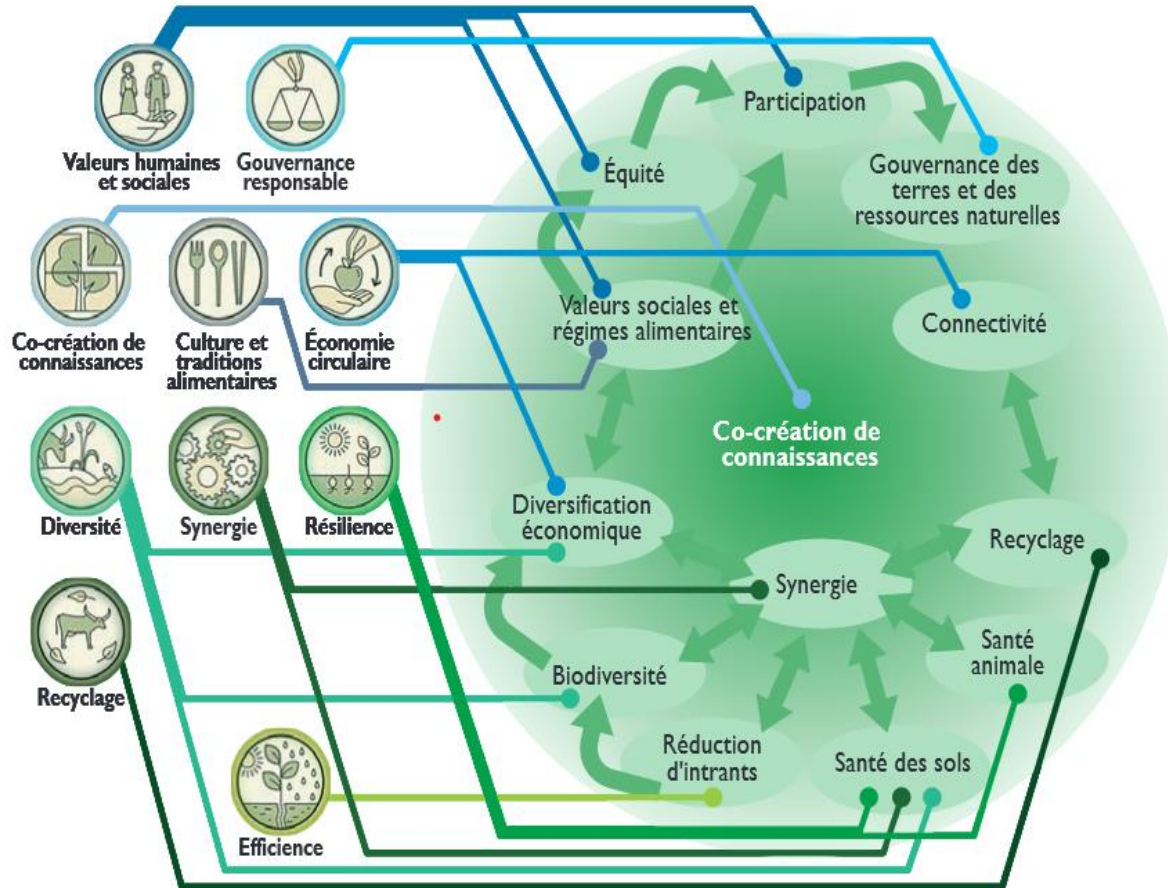 Valeurs humaines
et sociales
Gouvernance
responsable
Co-création de
connaissances
Culture et
traditions
alimentaires
Économie
circulaire
Diversité
Synergie
Résilience
Recyclage
Efficience
Participation
Équité
Gouvernance des
terres et des
ressources naturelles
Valeurs sociales et
régimes alimentaires
Connectivité
Co-création de
connaissances
Diversification
économique
Recyclage
Synergie
Santé
animale
Biodiversité
Réduction
d'intrants
Santé des sols